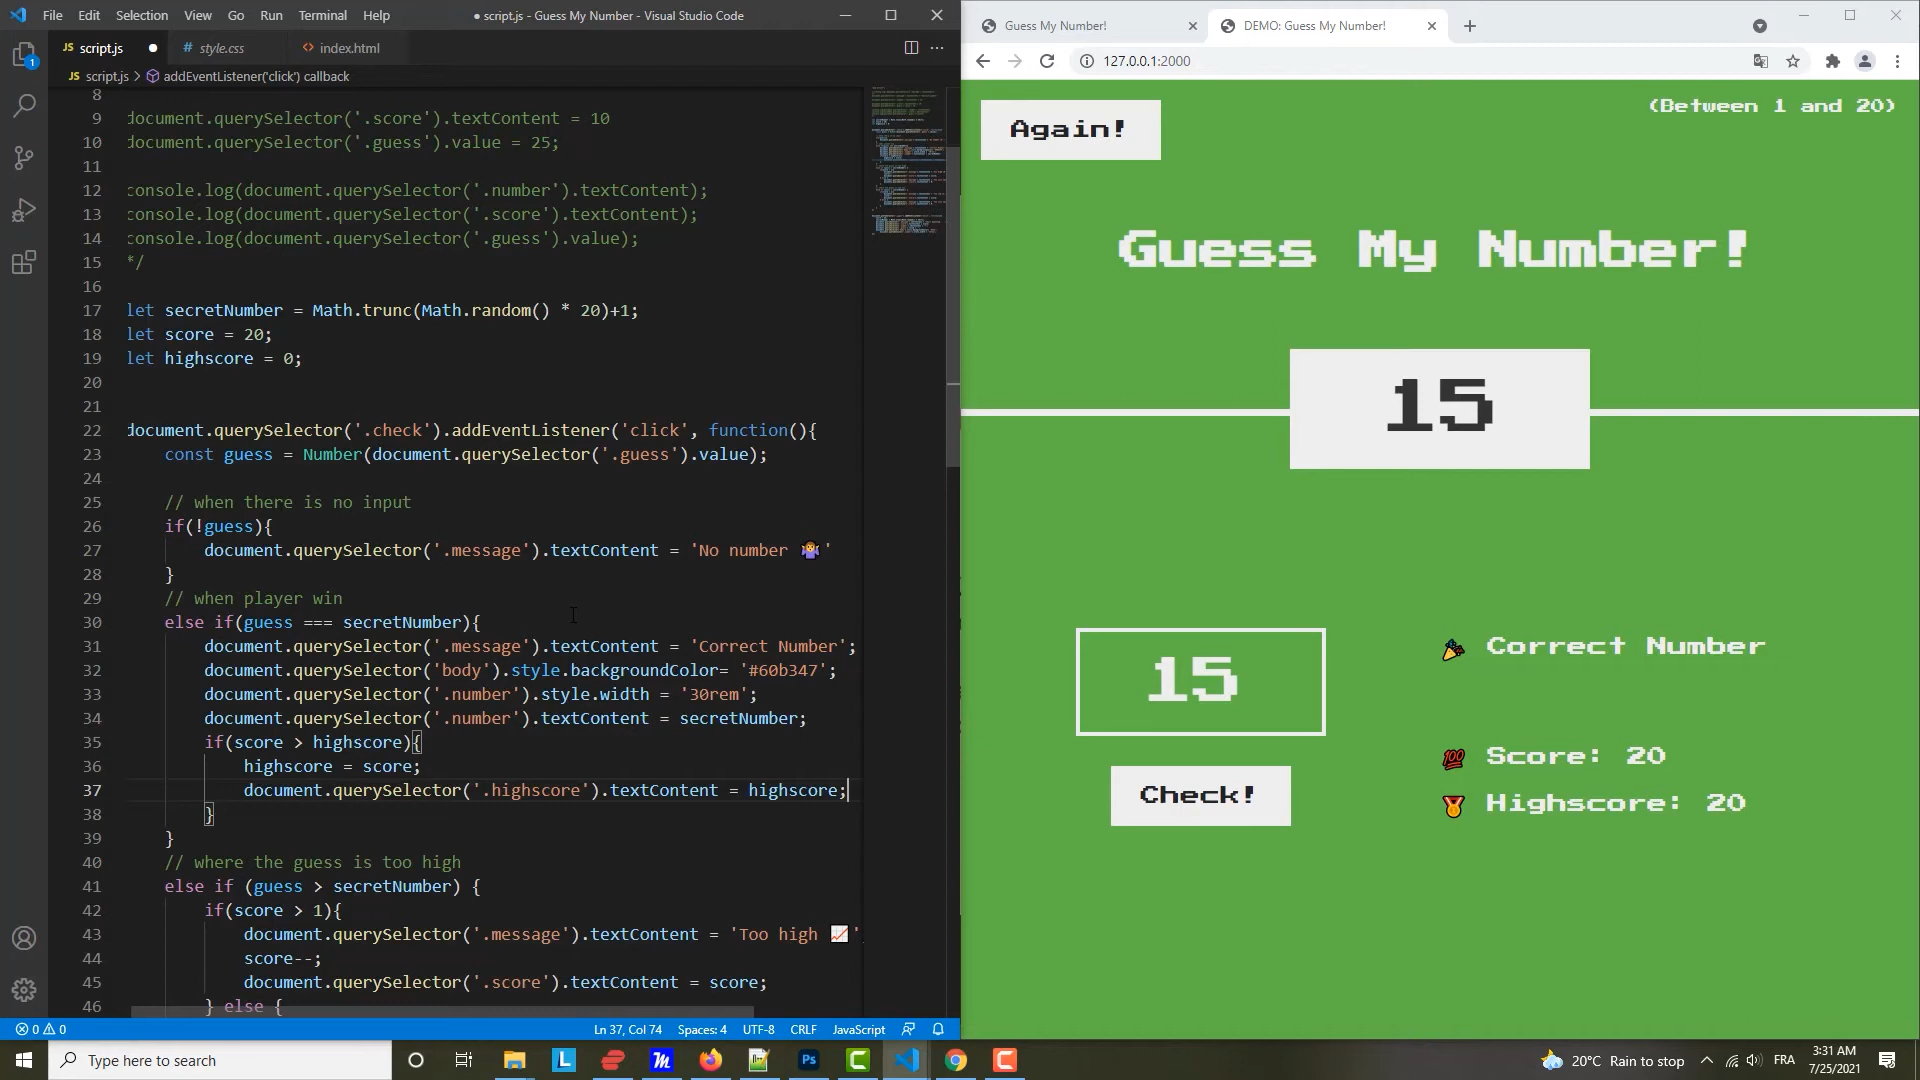 File Edit Selection View Go Run Terminal Help
● script.js - Guess My Number - Visual Studio Code
JS script.js ●
# style.css
<> index.html
JS script.js > addEventListener('click') callback
8
9 document.querySelector('.score').textContent = 10
10 document.querySelector('.guess').value = 25;
11
12 console.log(document.querySelector('.number').textContent);
13 console.log(document.querySelector('.score').textContent);
14 console.log(document.querySelector('.guess').value);
15 */
16
17 let secretNumber = Math.trunc(Math.random() * 20)+1;
18 let score = 20;
19 let highscore = 0;
20
21
22 document.querySelector('.check').addEventListener('click', function(){
23 const guess = Number(document.querySelector('.guess').value);
24
25 // when there is no input
26 if(!guess){
27 document.querySelector('.message').textContent = 'No number 🤷'
28 }
29 // when player win
30 else if(guess === secretNumber){
31 document.querySelector('.message').textContent = 'Correct Number';
32 document.querySelector('body').style.backgroundColor= '#60b347';
33 document.querySelector('.number').style.width = '30rem';
34 document.querySelector('.number').textContent = secretNumber;
35 if(score > highscore){
36 highscore = score;
37 document.querySelector('.highscore').textContent = highscore;
38 }
39 }
40 // where the guess is too high
41 else if (guess > secretNumber) {
42 if(score > 1){
43 document.querySelector('.message').textContent = 'Too high 📈'
44 score--;
45 document.querySelector('.score').textContent = score;
46 } else {
1
0 0
Ln 37, Col 74 Spaces: 4 UTF-8 CRLF JavaScript
Guess My Number!
DEMO: Guess My Number!
127.0.0.1:2000
Again!
(Between 1 and 20)
Guess My Number!
15
15
Check!
🎉 Correct Number
💯 Score: 20
🥇 Highscore: 20
Type here to search
L
Ps
C
C
20°C Rain to stop
FRA
3:31 AM
7/25/2021